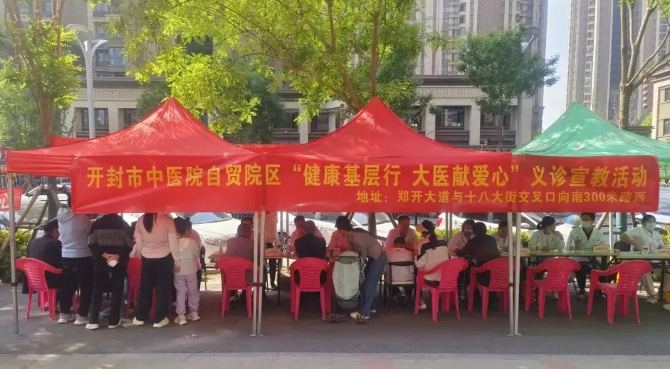 开封市中医院自贸院区“健康基层行 大医献爱心”义诊宣教活动
地址：郑开大道与十八大街交叉口向南300米路西